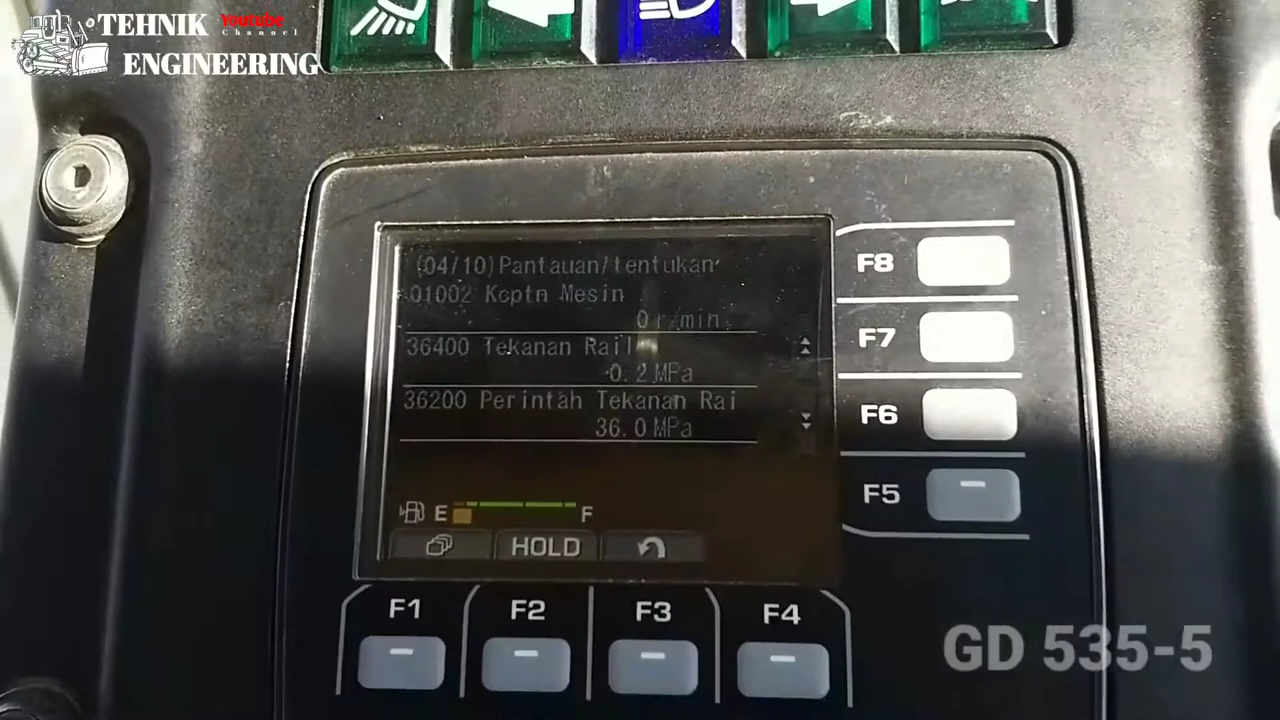 TEHNIK Youtube
Channel
ENGINEERING
(04/10)Pantauan/tentukan
01002 Kcptn Mesin
0 r/min
36400 Tekanan Rail
-0.2 MPa
36200 Perintah Tekanan Rai
36.0 MPa
E F
HOLD
F8
F7
F6
F5
F1 F2 F3 F4
GD 535-5